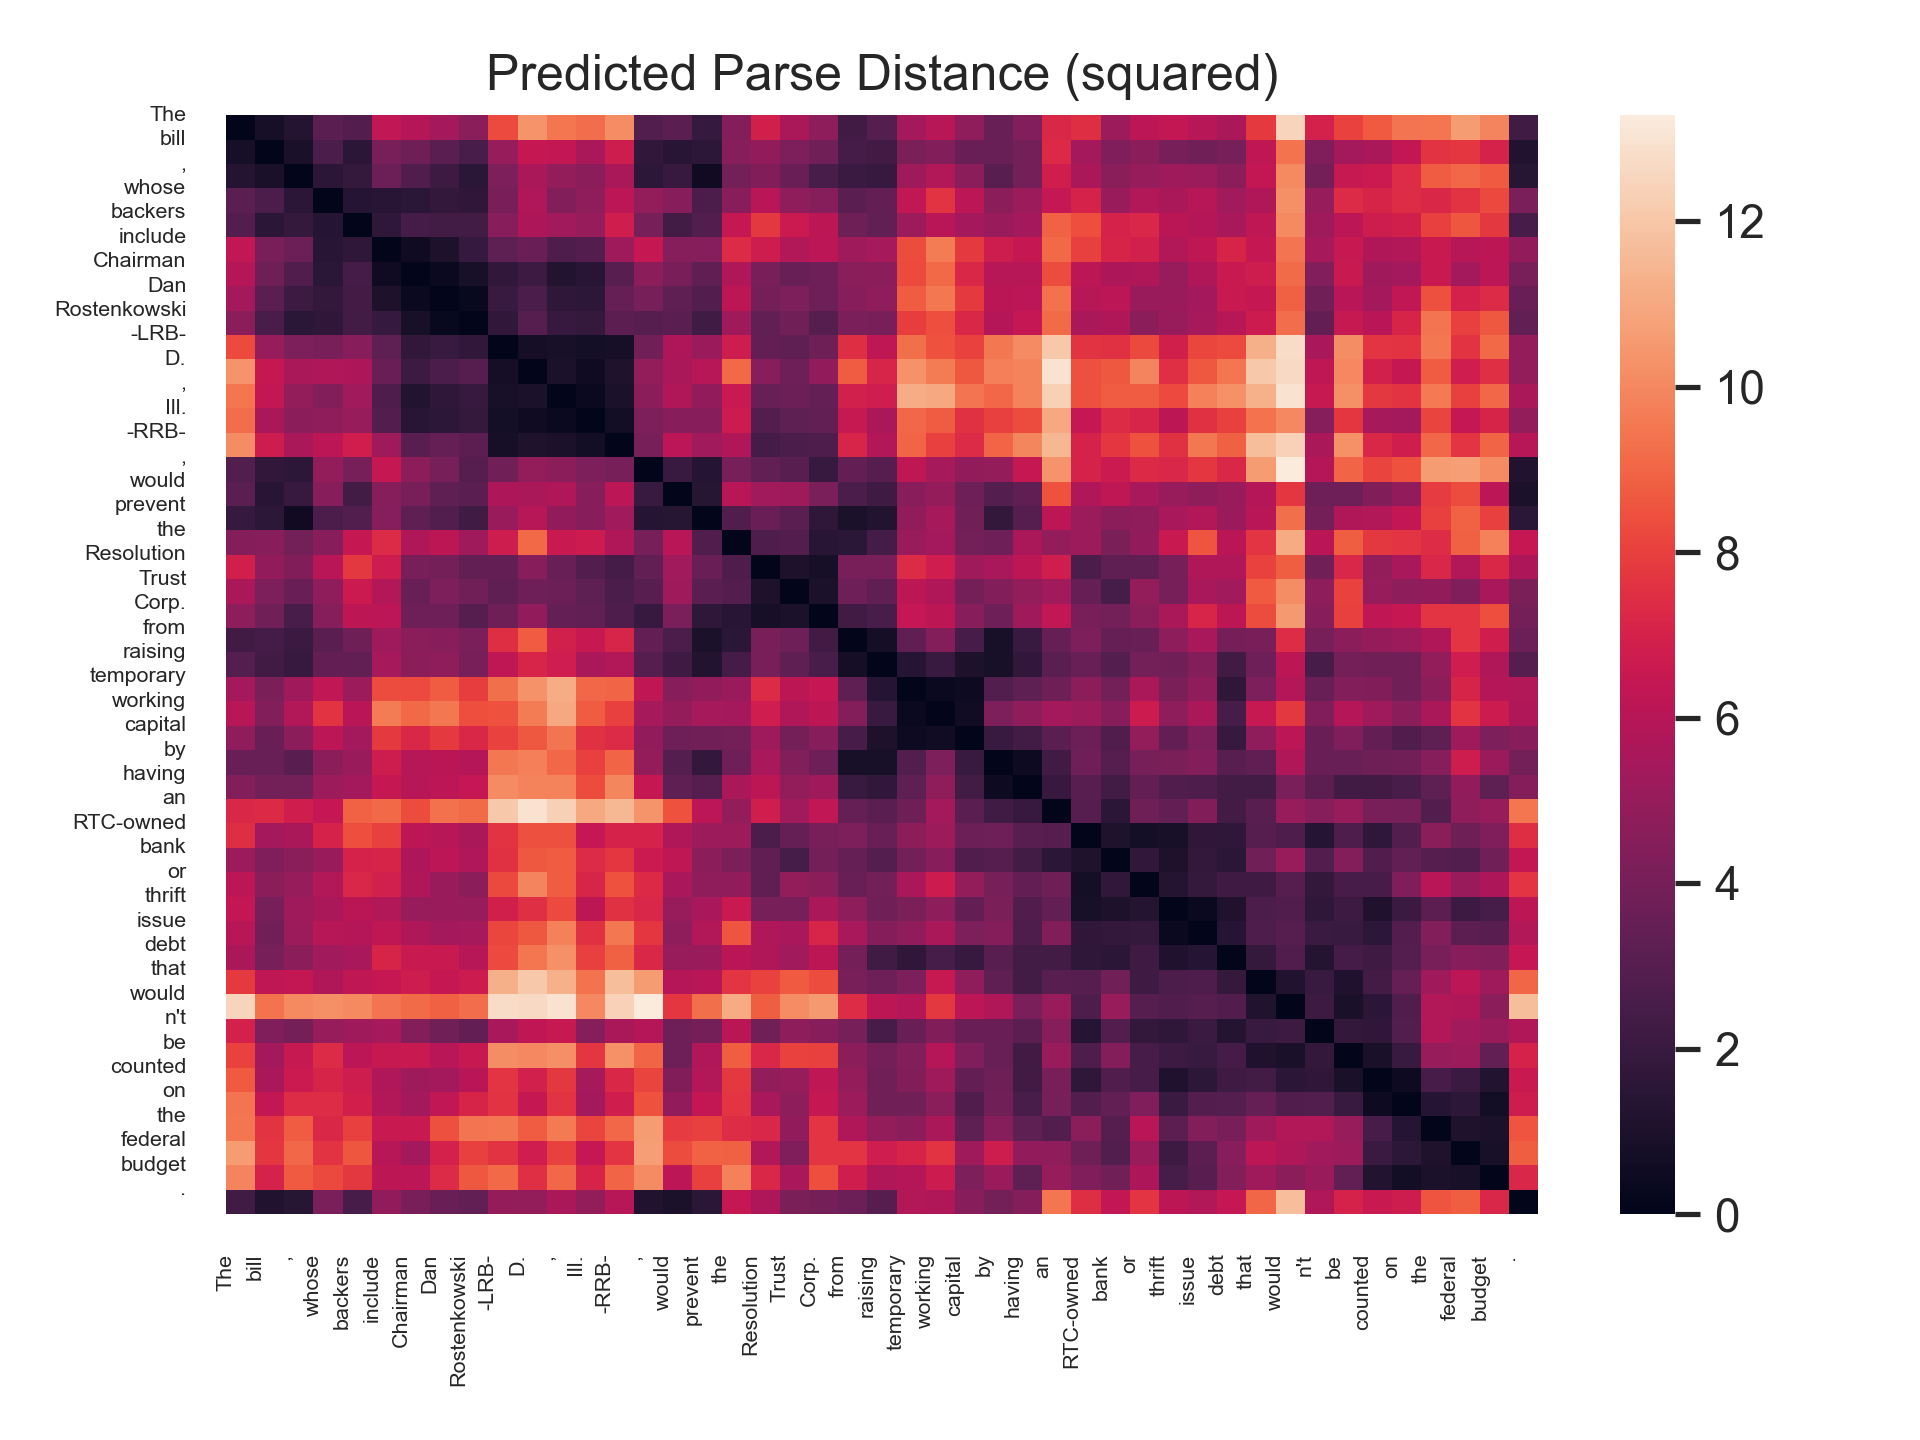 Predicted Parse Distance (squared)
The
bill
,
whose
backers
include
Chairman
Dan
Rostenkowski
-LRB-
D.
,
Ill.
-RRB-
,
would
prevent
the
Resolution
Trust
Corp.
from
raising
temporary
working
capital
by
having
an
RTC-owned
bank
or
thrift
issue
debt
that
would
n't
be
counted
on
the
federal
budget
.
12
10
8
6
4
2
0
The
bill
,
whose
backers
include
Chairman
Dan
Rostenkowski
-LRB-
D.
,
Ill.
-RRB-
,
would
prevent
the
Resolution
Trust
Corp.
from
raising
temporary
working
capital
by
having
an
RTC-owned
bank
or
thrift
issue
debt
that
would
n't
be
counted
on
the
federal
budget
.